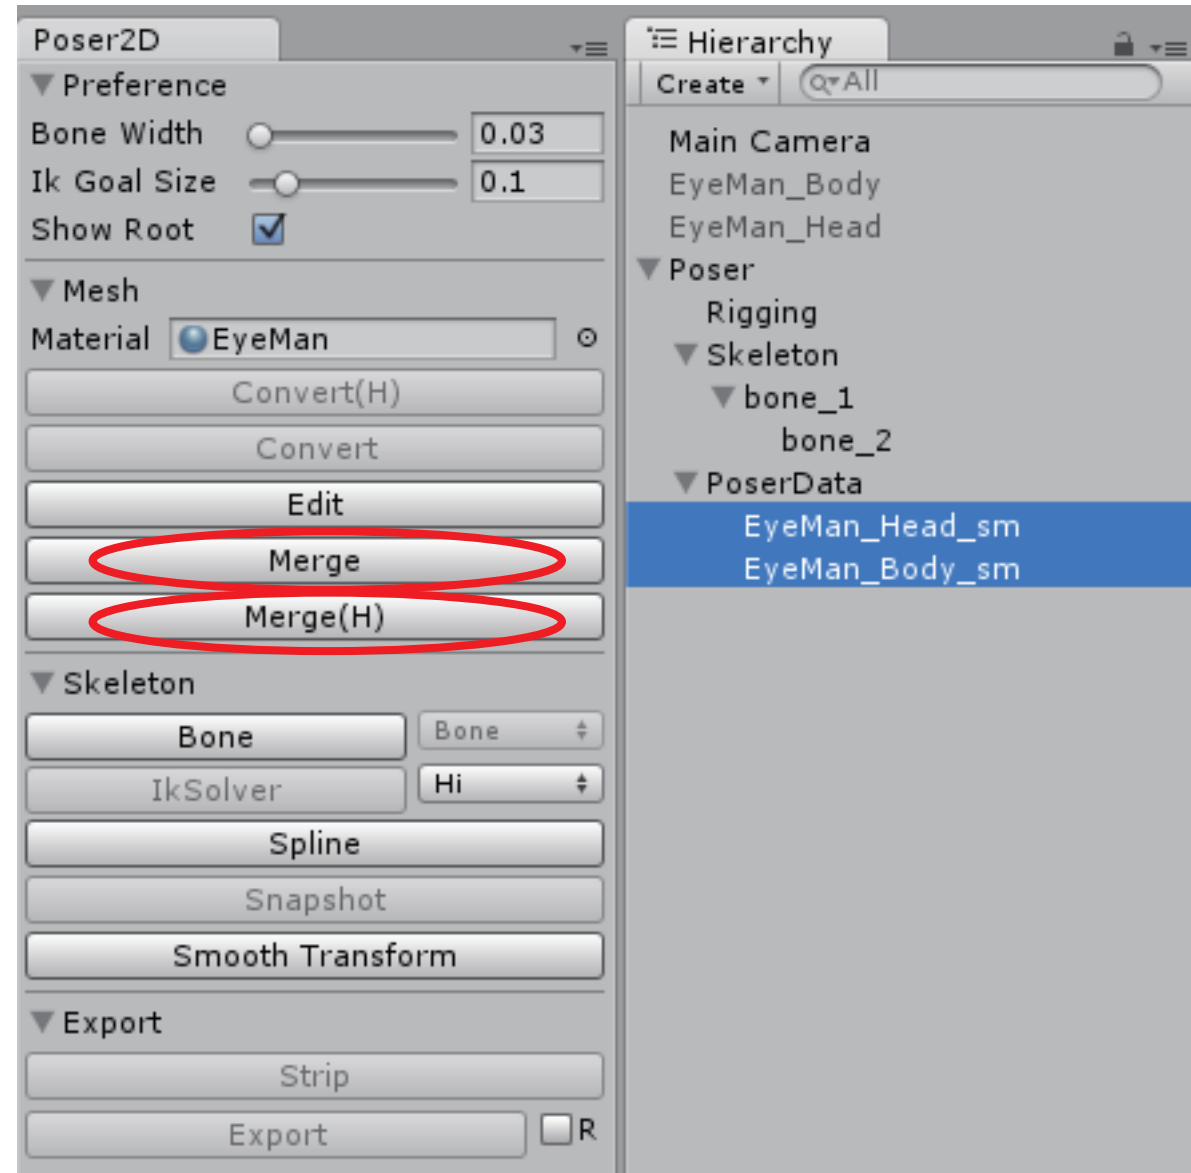 Poser2D
Preference
Bone Width 0.03
Ik Goal Size 0.1
Show Root
Mesh
Material EyeMan
Convert(H)
Convert
Edit
Merge
Merge(H)
Skeleton
Bone Bone
IkSolver Hi
Spline
Snapshot
Smooth Transform
Export
Strip
Export R
Hierarchy
Create All
Main Camera
EyeMan_Body
EyeMan_Head
Poser
Rigging
Skeleton
bone_1
bone_2
PoserData
EyeMan_Head_sm
EyeMan_Body_sm